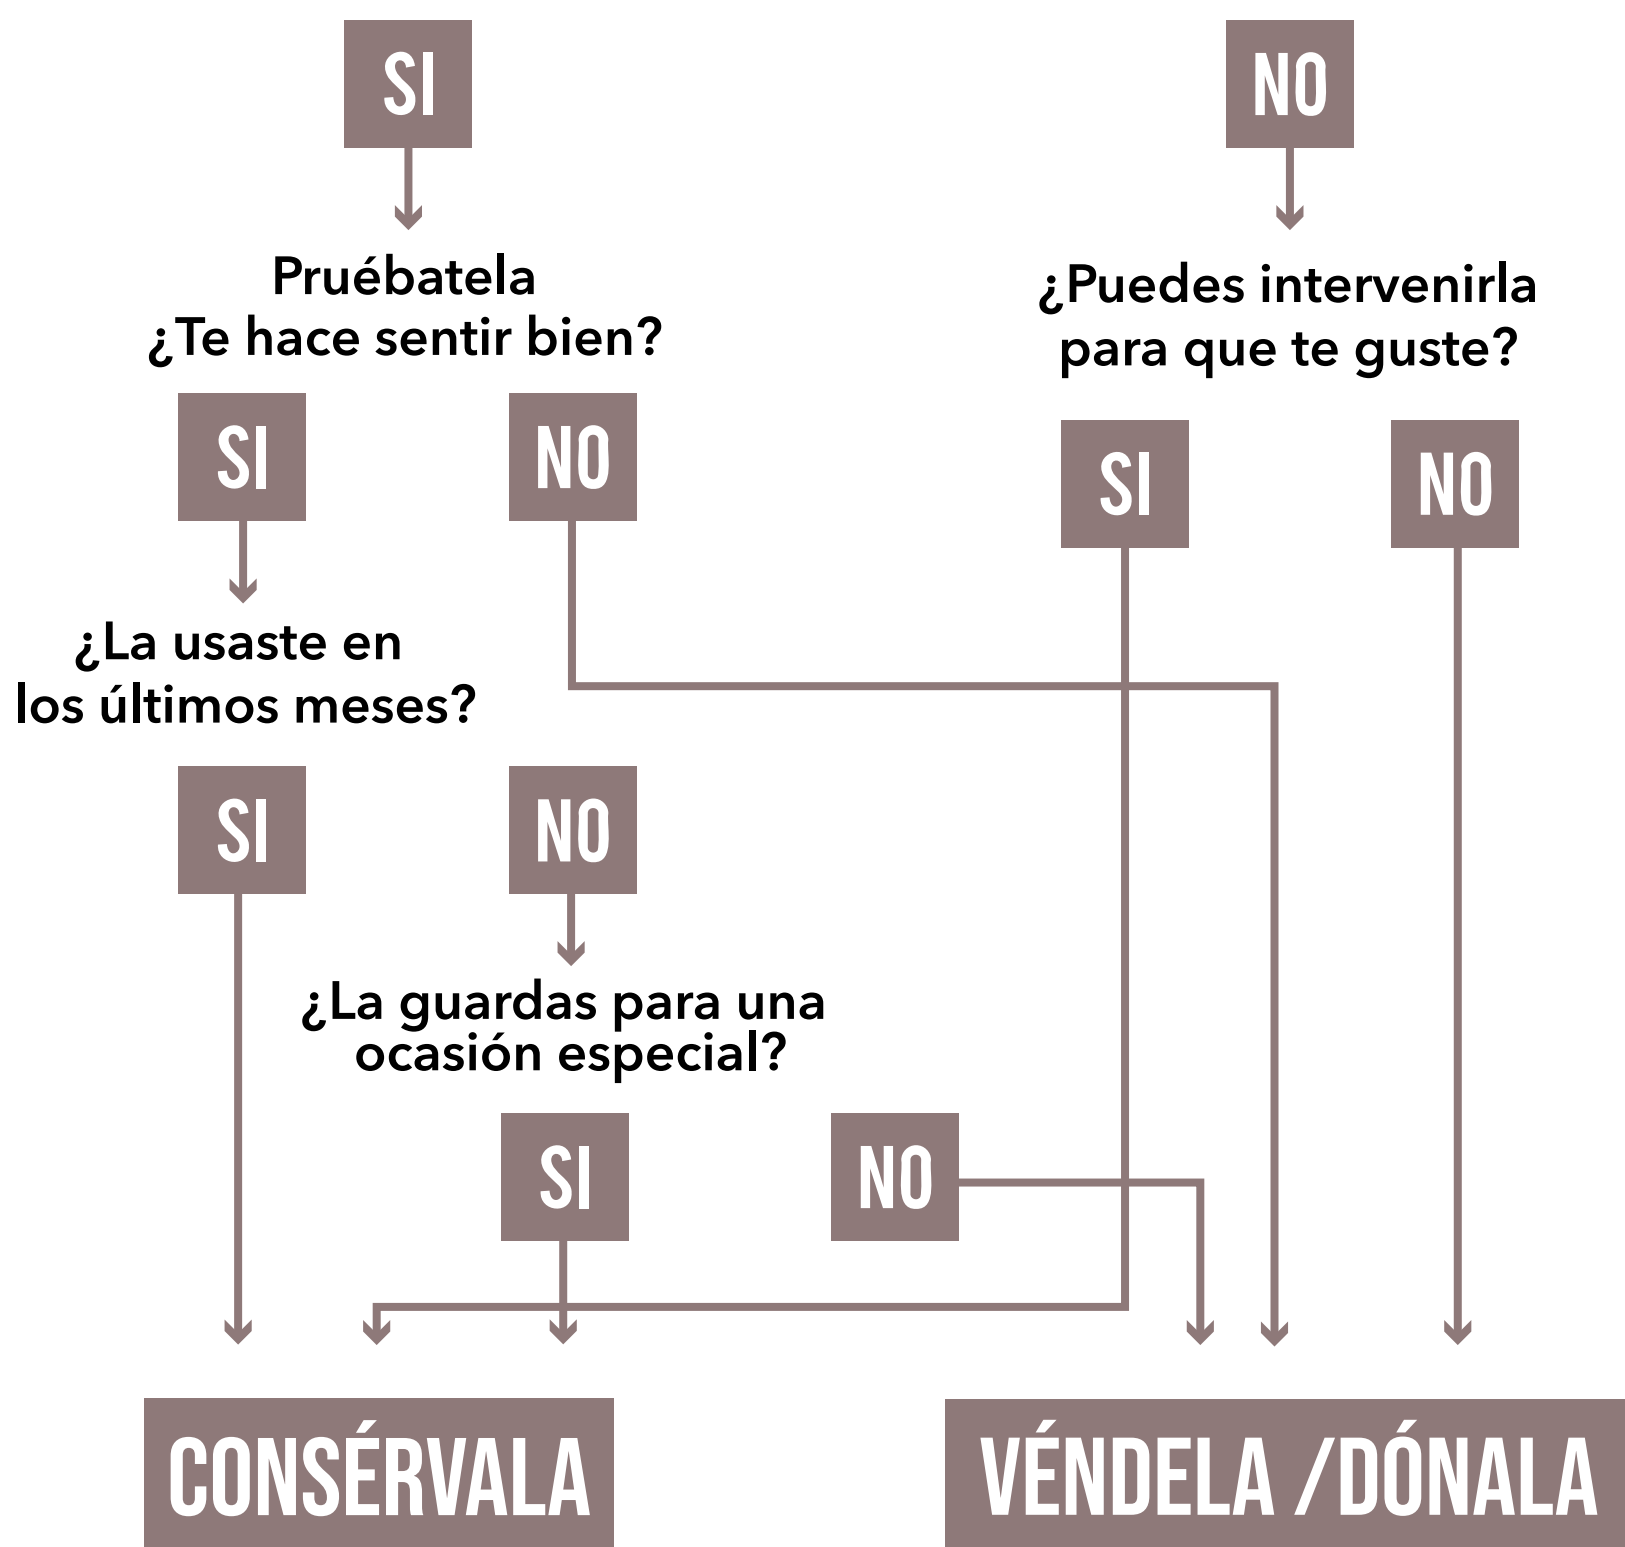 SI
NO
Pruébatela
¿Te hace sentir bien?
¿Puedes intervenirla
para que te guste?
SI
NO
SI
NO
¿La usaste en
los últimos meses?
SI
NO
¿La guardas para una
ocasión especial?
SI
NO
CONSÉRVALA
VÉNDELA /DÓNALA